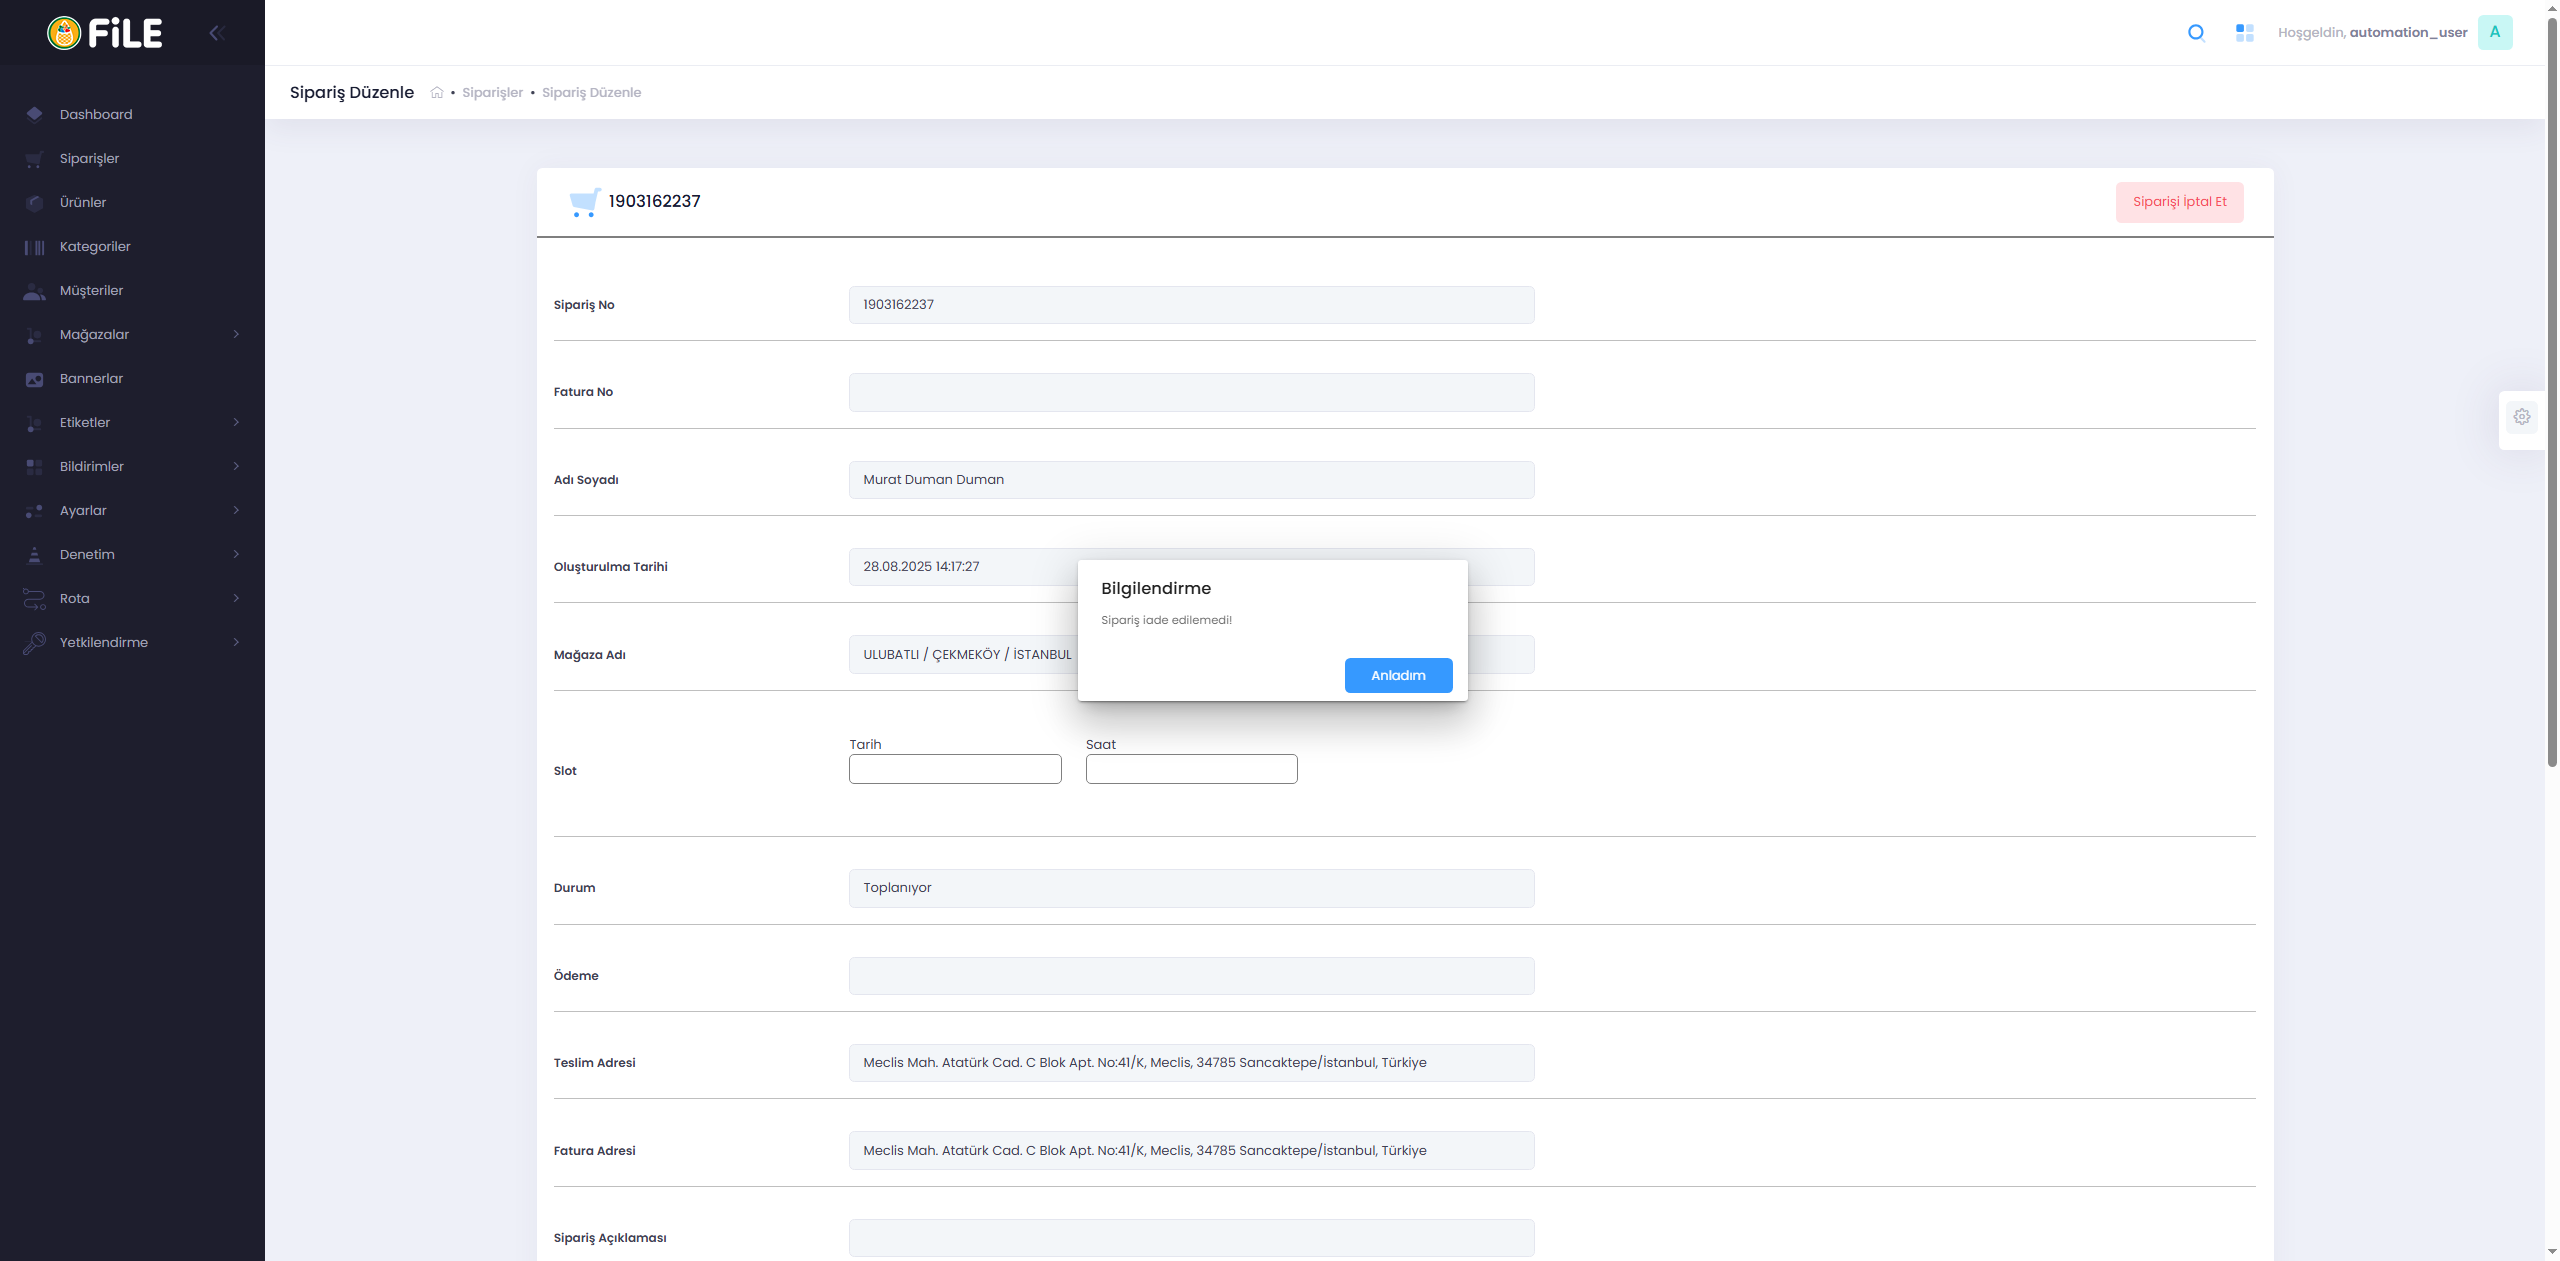 FiLE
Hoşgeldin, automation_user
A
Sipariş Düzenle • Siparişler • Sipariş Düzenle
Dashboard
Siparişler
Ürünler
Kategoriler
Müşteriler
Mağazalar
Bannerlar
Etiketler
Bildirimler
Ayarlar
Denetim
Rota
Yetkilendirme
1903162237
Siparişi İptal Et
Sipariş No
1903162237
Fatura No
Adı Soyadı
Murat Duman Duman
Oluşturulma Tarihi
28.08.2025 14:17:27
Mağaza Adı
ULUBATLI / ÇEKMEKÖY / İSTANBUL
Bilgilendirme
Sipariş iade edilemedi!
Anladım
Slot
Tarih
Saat
Durum
Toplanıyor
Ödeme
Teslim Adresi
Meclis Mah. Atatürk Cad. C Blok Apt. No:41/K, Meclis, 34785 Sancaktepe/İstanbul, Türkiye
Fatura Adresi
Meclis Mah. Atatürk Cad. C Blok Apt. No:41/K, Meclis, 34785 Sancaktepe/İstanbul, Türkiye
Sipariş Açıklaması